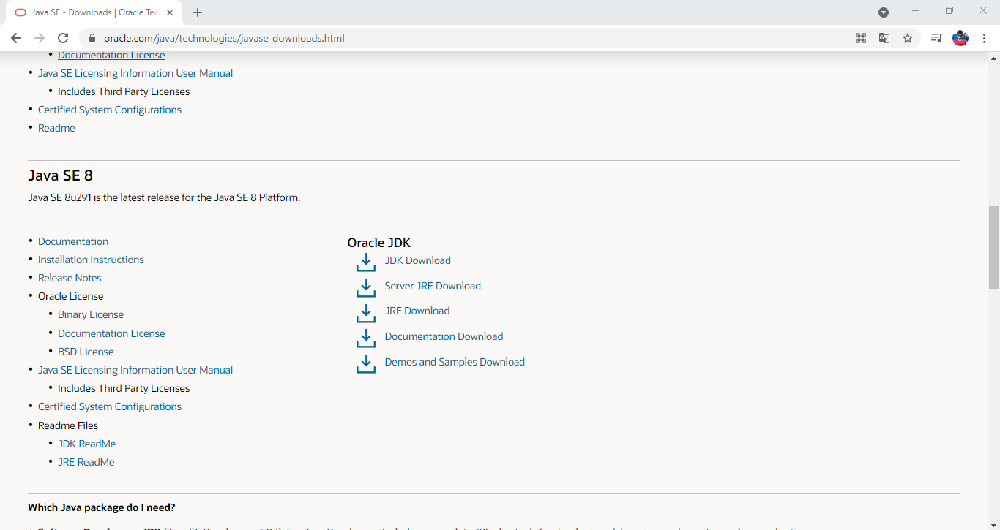 Java SE - Downloads | Oracle Tec
oracle.com/java/technologies/javase-downloads.html
Documentation License
Java SE Licensing Information User Manual
Includes Third Party Licenses
Certified System Configurations
Readme
Java SE 8
Java SE 8u291 is the latest release for the Java SE 8 Platform.
Documentation
Installation Instructions
Release Notes
Oracle License
Binary License
Documentation License
BSD License
Java SE Licensing Information User Manual
Includes Third Party Licenses
Certified System Configurations
Readme Files
JDK ReadMe
JRE ReadMe
Oracle JDK
JDK Download
Server JRE Download
JRE Download
Documentation Download
Demos and Samples Download
Which Java package do I need?